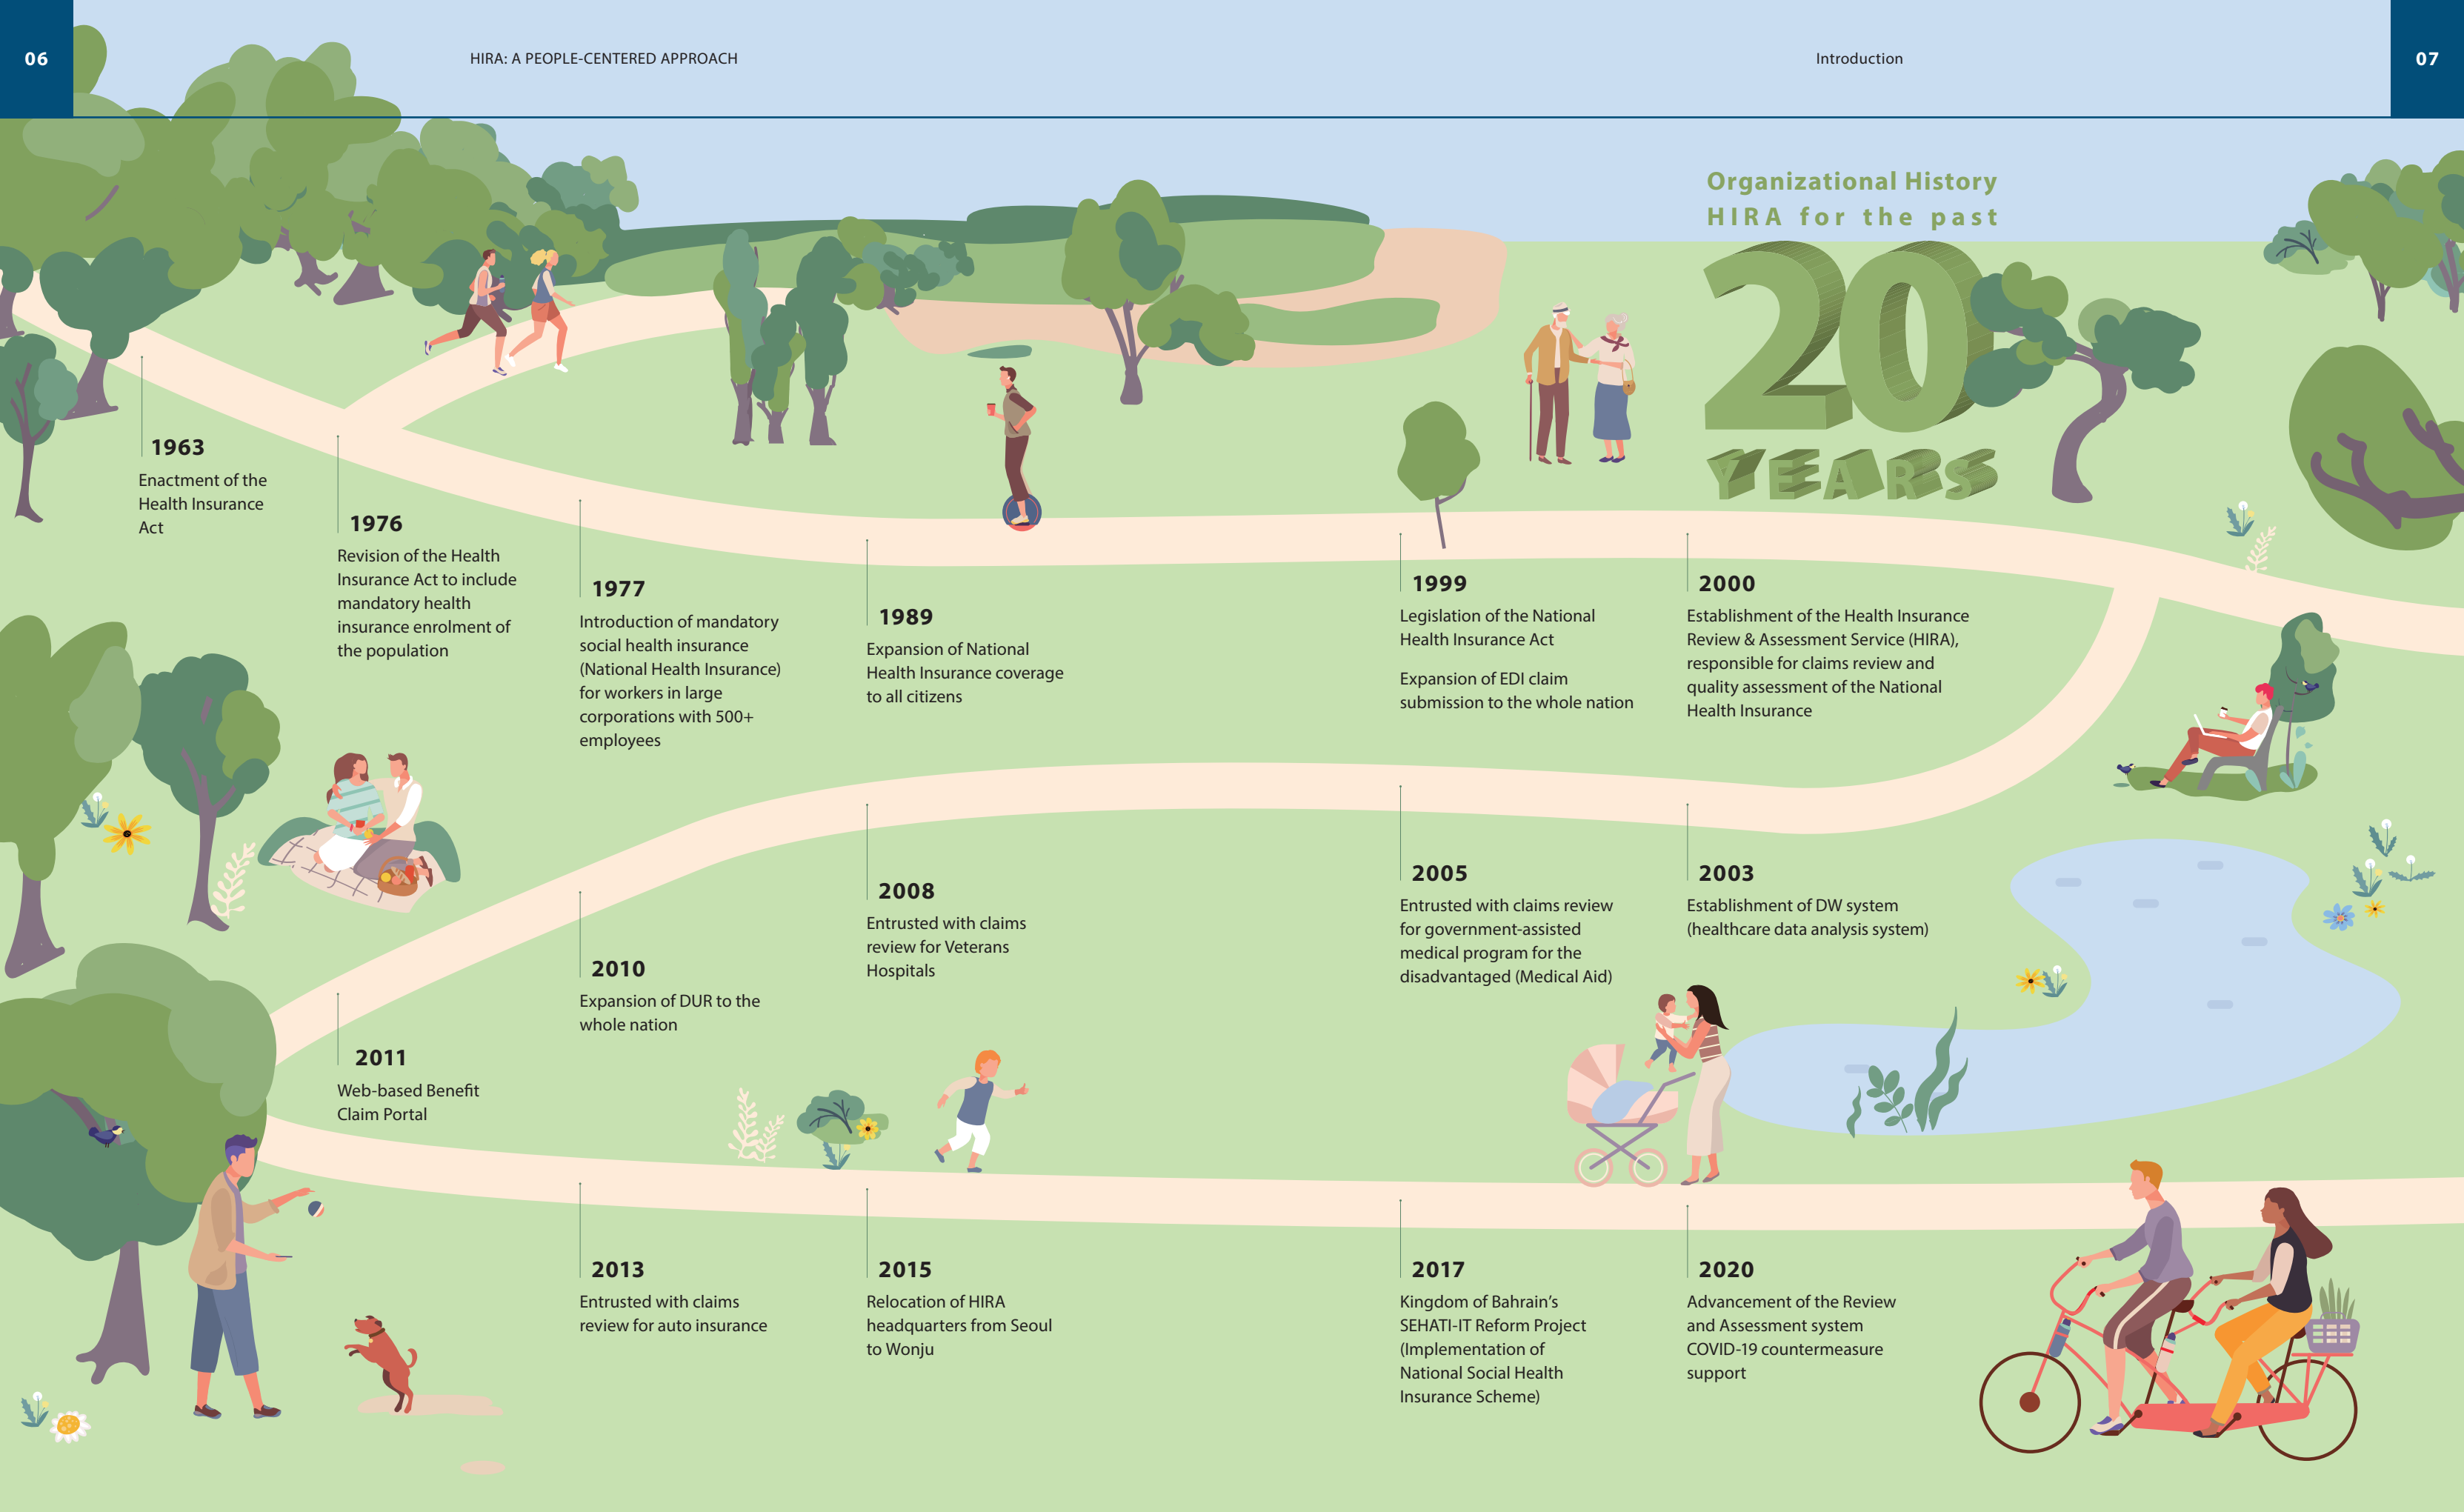 06
HIRA: A PEOPLE-CENTERED APPROACH
Introduction
07
Organizational History
HIRA for the past
20
YEARS
1963
Enactment of the
Health Insurance
Act
1976
Revision of the Health
Insurance Act to include
mandatory health
insurance enrolment of
the population
1977
Introduction of mandatory
social health insurance
(National Health Insurance)
for workers in large
corporations with 500+
employees
1989
Expansion of National
Health Insurance coverage
to all citizens
1999
Legislation of the National
Health Insurance Act
Expansion of EDI claim
submission to the whole nation
2000
Establishment of the Health Insurance
Review & Assessment Service (HIRA),
responsible for claims review and
quality assessment of the National
Health Insurance
2003
Establishment of DW system
(healthcare data analysis system)
2005
Entrusted with claims review
for government-assisted
medical program for the
disadvantaged (Medical Aid)
2008
Entrusted with claims
review for Veterans
Hospitals
2010
Expansion of DUR to the
whole nation
2011
Web-based Benefit
Claim Portal
2013
Entrusted with claims
review for auto insurance
2015
Relocation of HIRA
headquarters from Seoul
to Wonju
2017
Kingdom of Bahrain’s
SEHATI-IT Reform Project
(Implementation of
National Social Health
Insurance Scheme)
2020
Advancement of the Review
and Assessment system
COVID-19 countermeasure
support